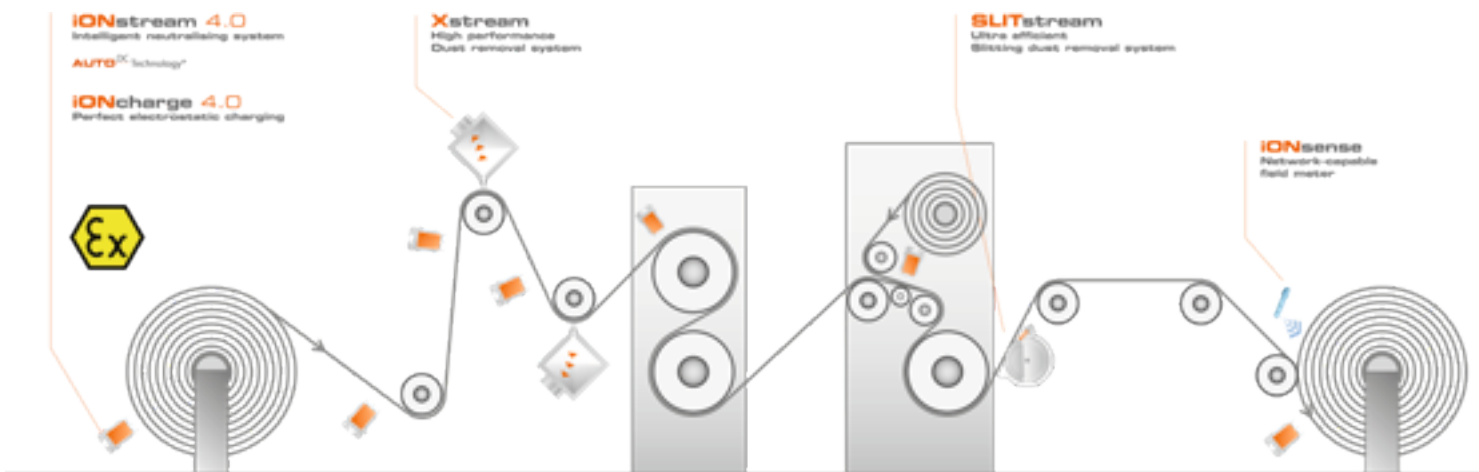 iONstream 4.0
Intelligent neutralising system
AUTO DC Technology®
iONcharge 4.0
Perfect electrostatic charging
Xstream
High performance
Dust removal system
SLITstream
Ultra efficient
Slitting dust removal system
iONsense
Network-capable
field meter
Ex